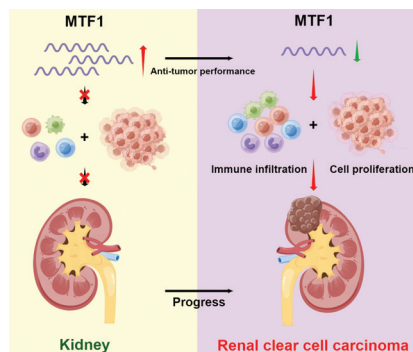 MTF1
MTF1
Anti-tumor performance
Immune infiltration
Cell proliferation
Progress
Kidney
Renal clear cell carcinoma